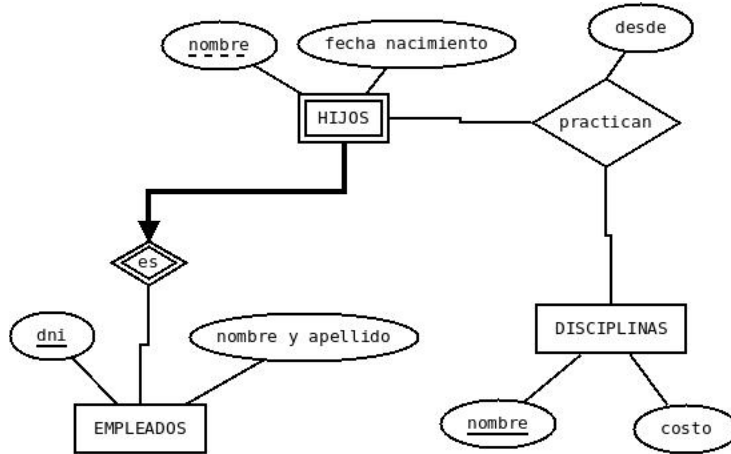 desde
nombre
fecha nacimiento
HIJOS
practican
es
dni
nombre y apellido
DISCIPLINAS
EMPLEADOS
nombre
costo